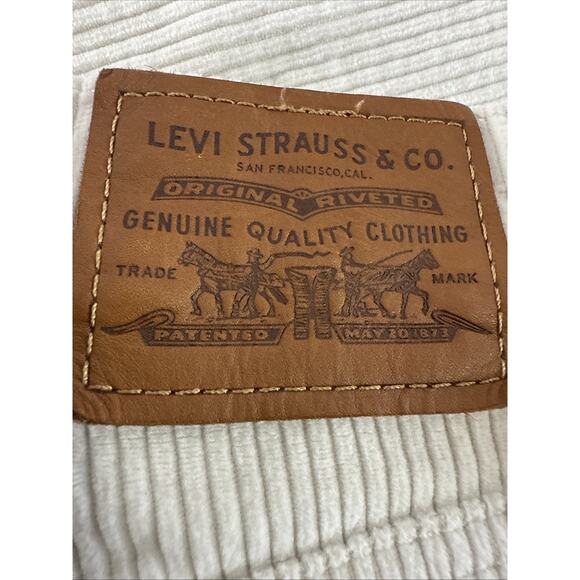 LEVI STRAUSS & CO.
SAN FRANCISCO, CAL.
ORIGINAL RIVETED
GENUINE QUALITY CLOTHING
TRADE MARK
PATENTED MAY 20 1873